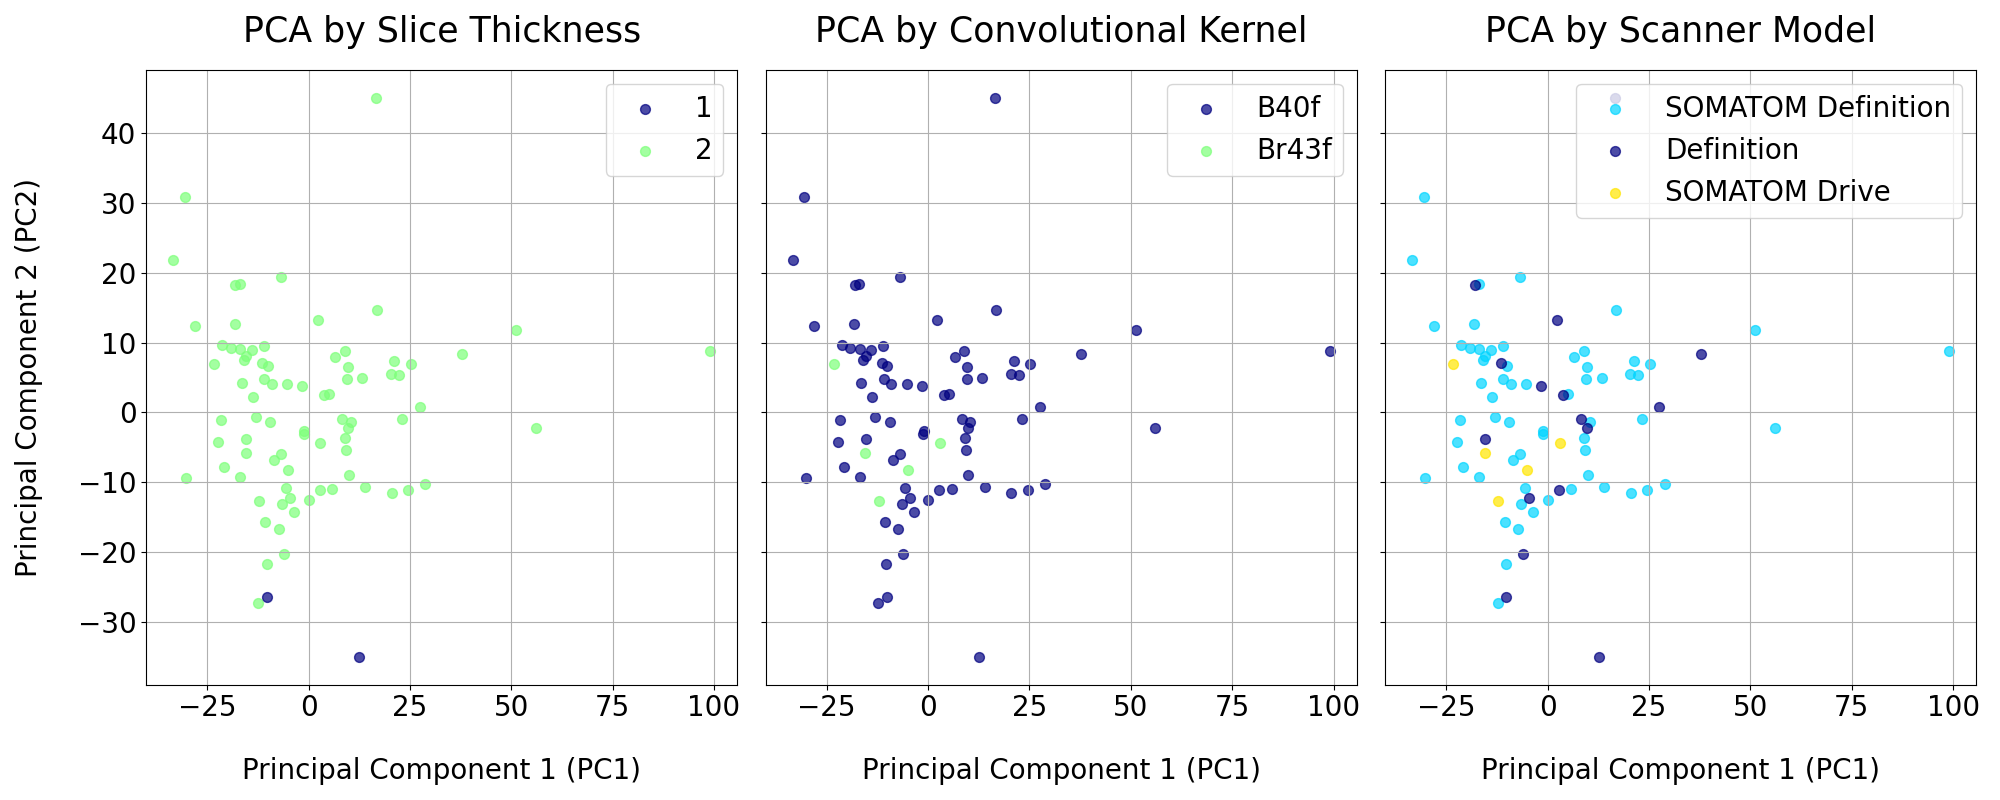 PCA by Slice Thickness
PCA by Convolutional Kernel
PCA by Scanner Model
Principal Component 2 (PC2)
40
30
20
10
0
−10
−20
−30
1
2
−25 0 25 50 75 100
Principal Component 1 (PC1)
B40f
Br43f
−25 0 25 50 75 100
Principal Component 1 (PC1)
SOMATOM Definition
Definition
SOMATOM Drive
−25 0 25 50 75 100
Principal Component 1 (PC1)